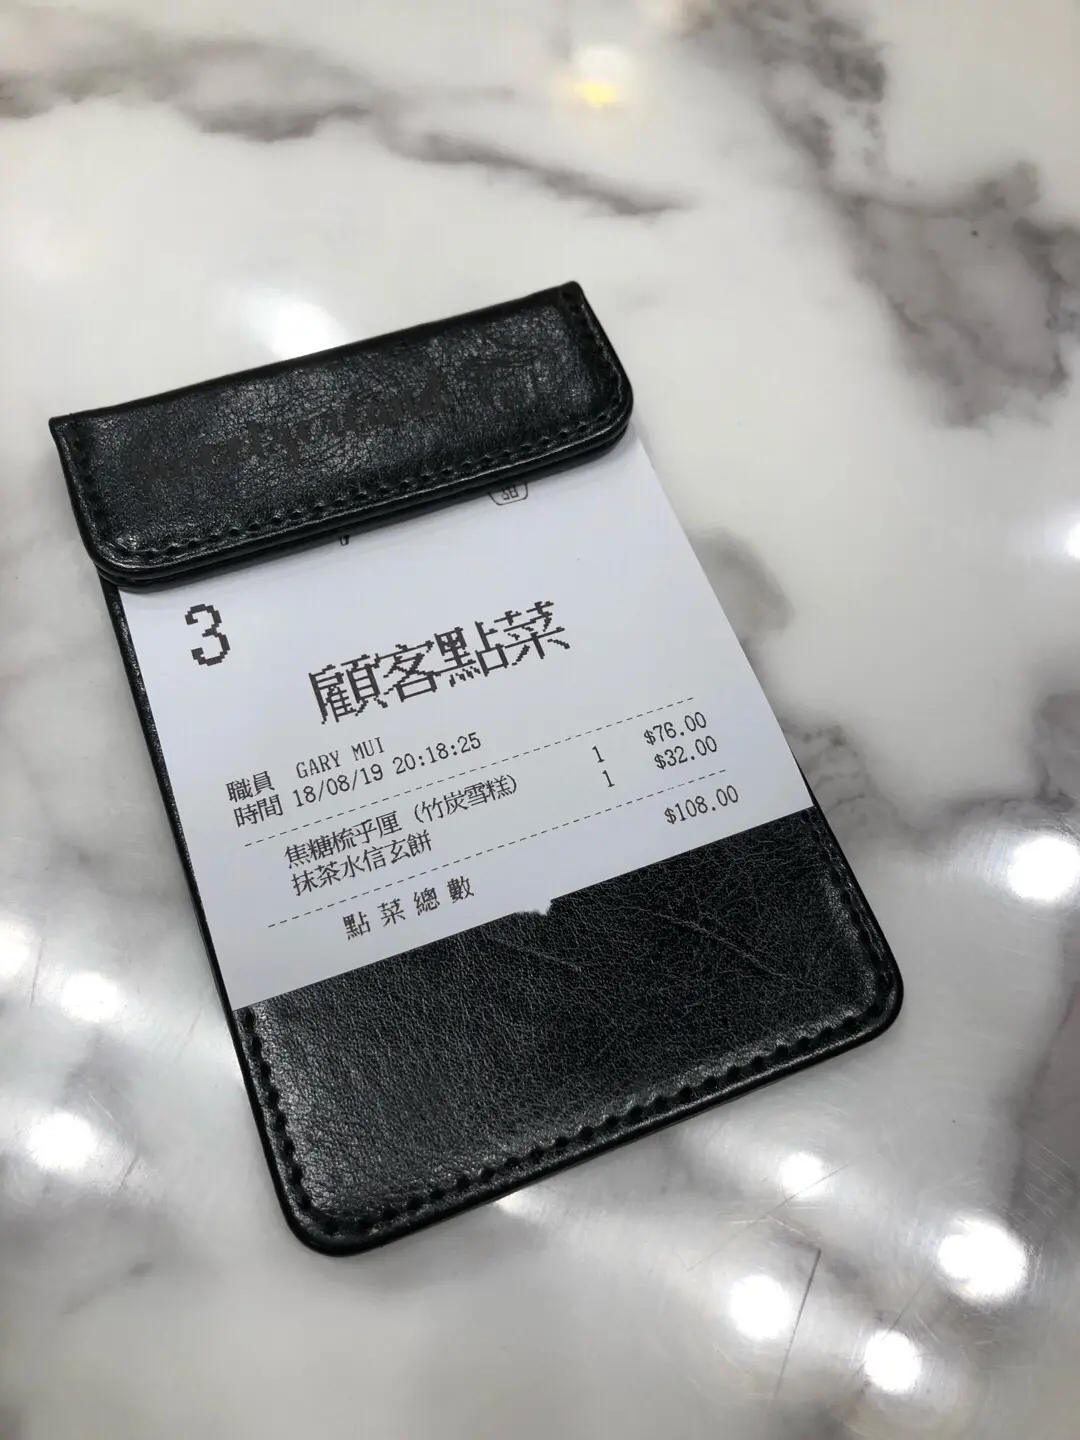 3
顧客點菜
職員 GARY MUI
時間 18/08/19 20:18:25
焦糖梳乎厘 (竹炭雪糕) 1 $76.00
抹茶水信玄餅 1 $32.00
點菜總數 $108.00